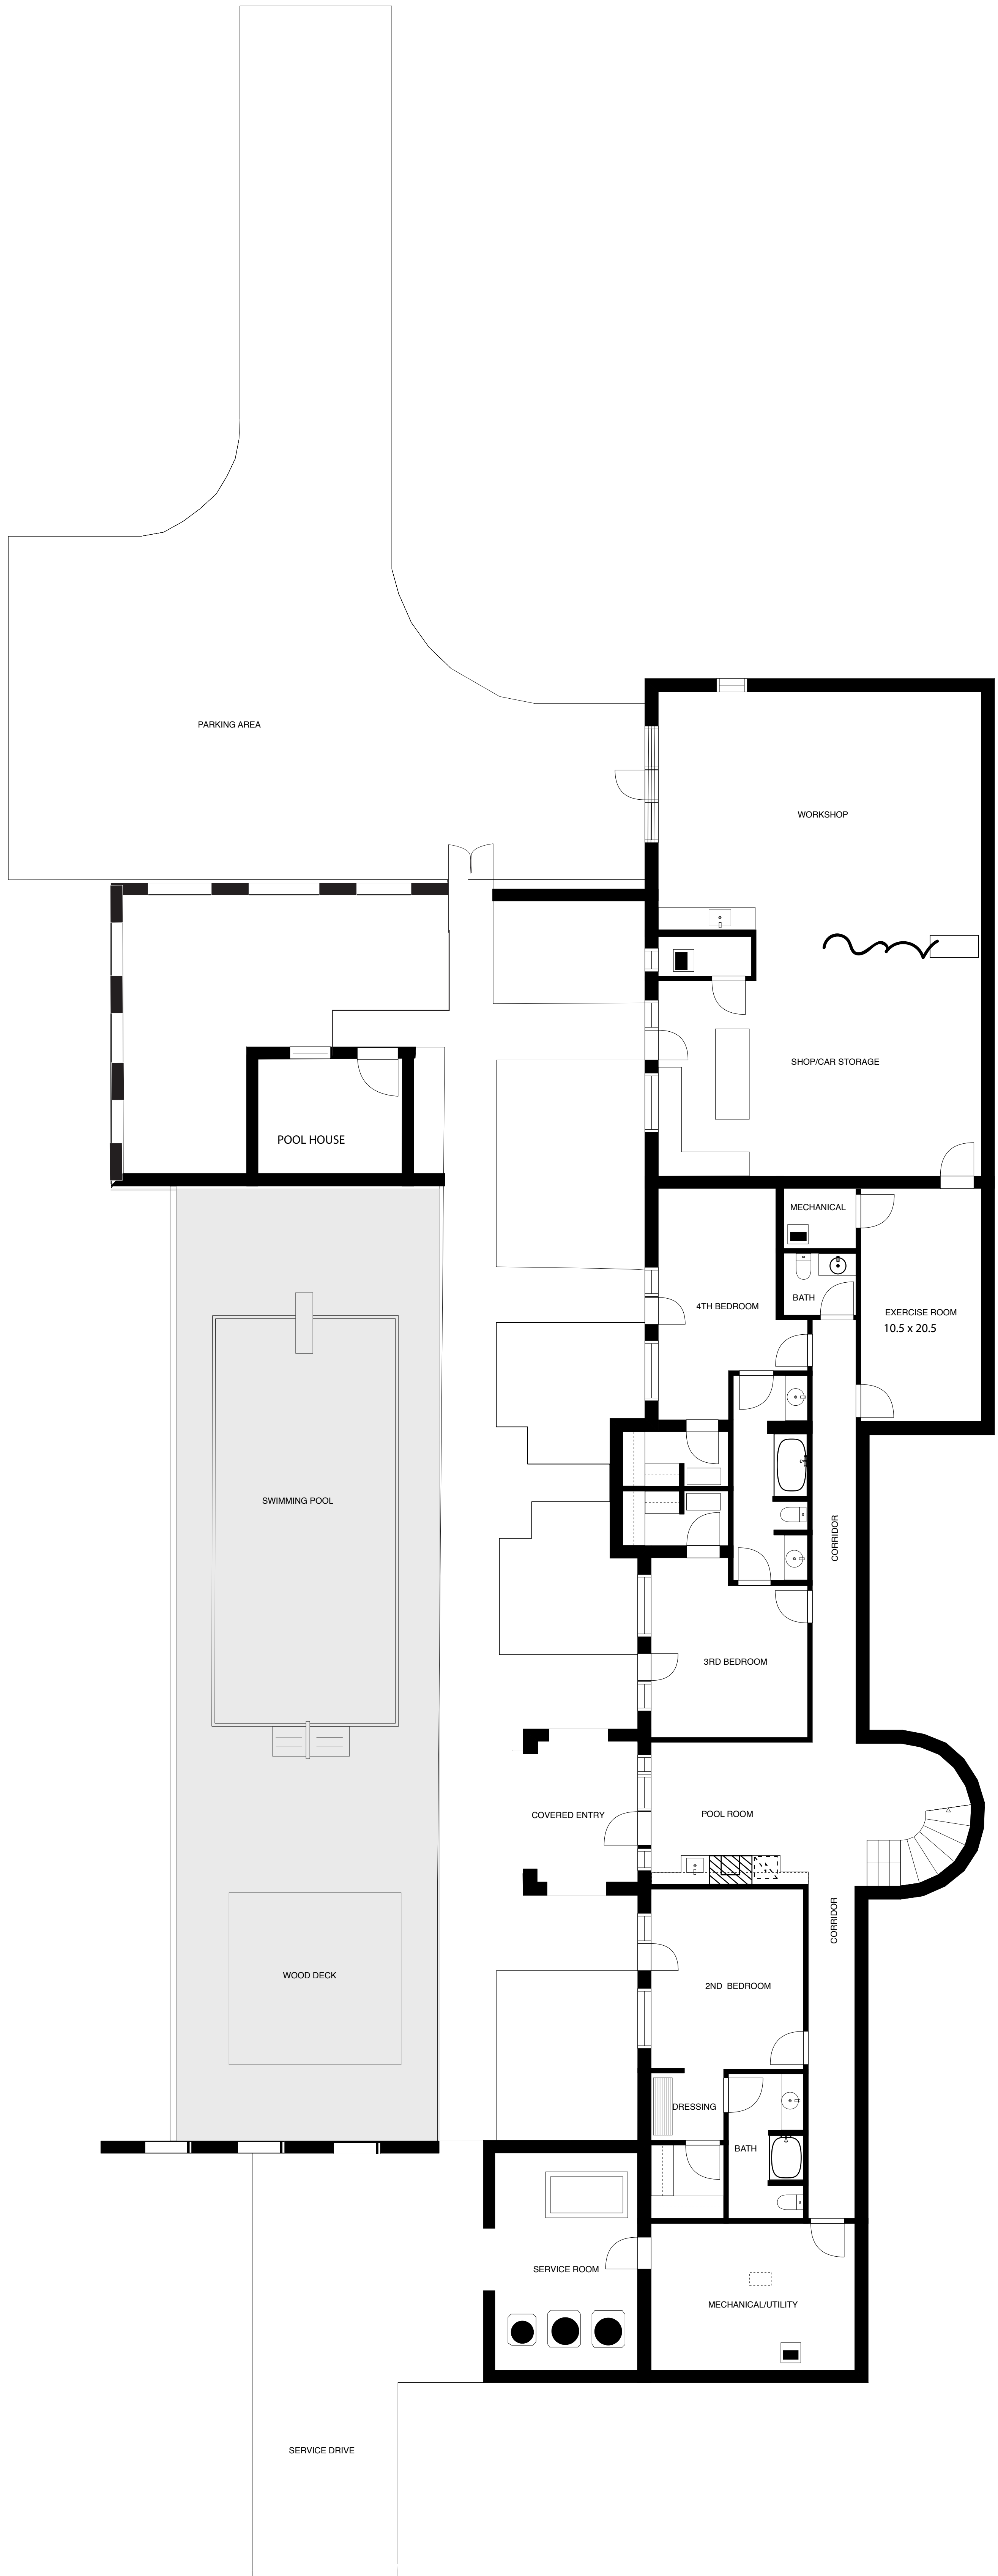 PARKING AREA
WORKSHOP
SHOP/CAR STORAGE
POOL HOUSE
MECHANICAL
BATH
4TH BEDROOM
EXERCISE ROOM
10.5 x 20.5
SWIMMING POOL
CORRIDOR
3RD BEDROOM
COVERED ENTRY
POOL ROOM
CORRIDOR
WOOD DECK
2ND BEDROOM
DRESSING
BATH
SERVICE ROOM
MECHANICAL/UTILITY
SERVICE DRIVE